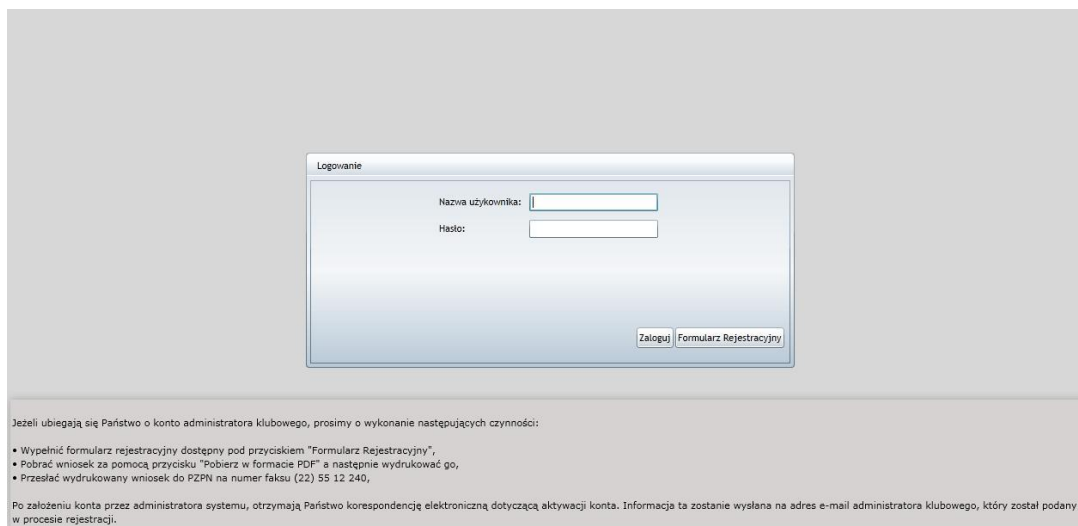 Logowanie
Nazwa użykownika:
Hasło:
Zaloguj Formularz Rejestracyjny
Jeżeli ubiegają się Państwo o konto administratora klubowego, prosimy o wykonanie następujących czynności:
• Wypełnić formularz rejestracyjny dostępny pod przyciskiem "Formularz Rejestracyjny",
• Pobrać wniosek za pomocą przycisku "Pobierz w formacie PDF" a następnie wydrukować go,
• Przesłać wydrukowany wniosek do PZPN na numer faksu (22) 55 12 240,
Po założeniu konta przez administratora systemu, otrzymają Państwo korespondencję elektroniczną dotyczącą aktywacji konta. Informacja ta zostanie wysłana na adres e-mail administratora klubowego, który został podany
w procesie rejestracji.